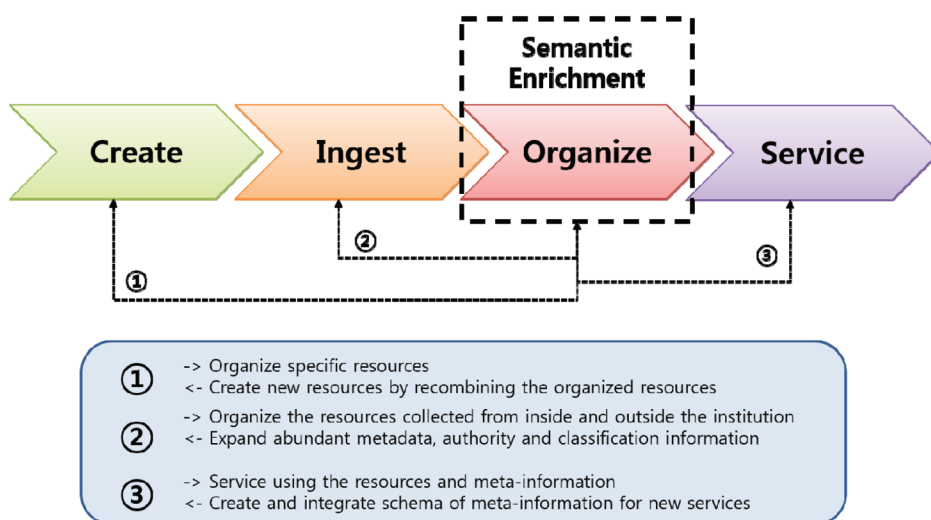 Semantic
Enrichment
Create
Ingest
Organize
Service
②
③
①
① -> Organize specific resources
<- Create new resources by recombining the organized resources
② -> Organize the resources collected from inside and outside the institution
<- Expand abundant metadata, authority and classification information
③ -> Service using the resources and meta-information
<- Create and integrate schema of meta-information for new services